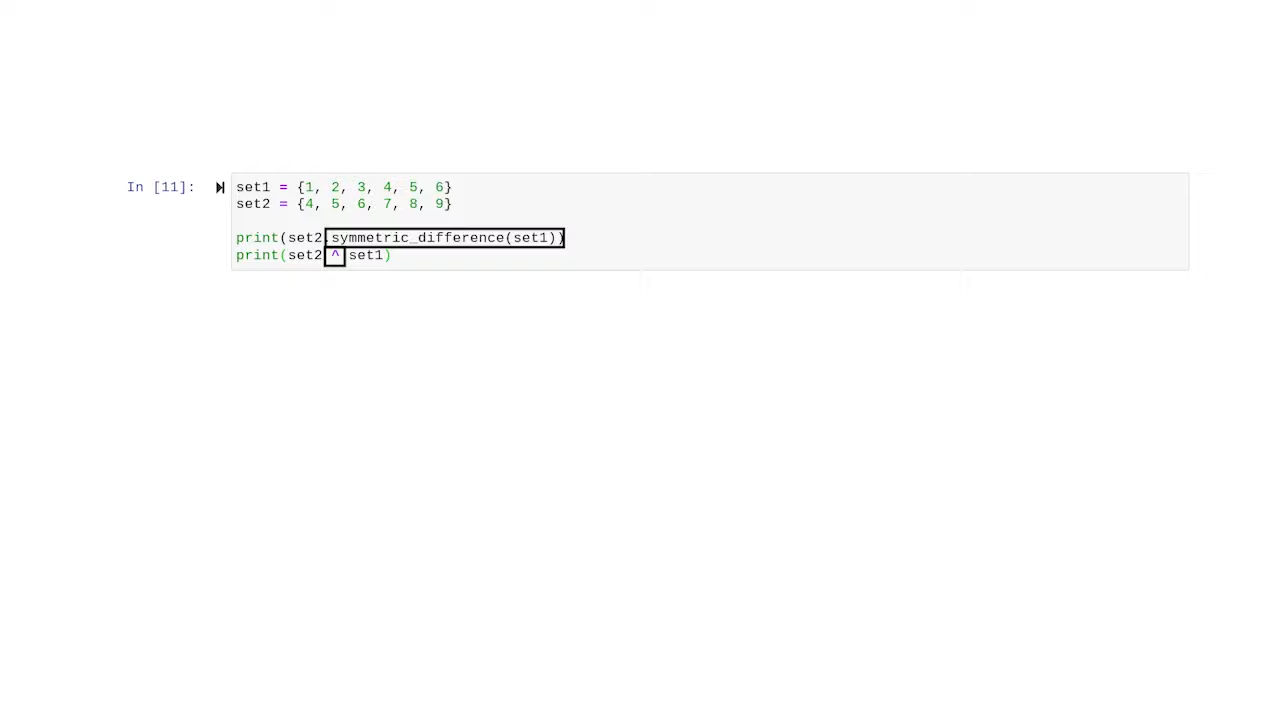 In [11]:
set1 = {1, 2, 3, 4, 5, 6}
set2 = {4, 5, 6, 7, 8, 9}
print(set2.symmetric_difference(set1))
print(set2 ^ set1)